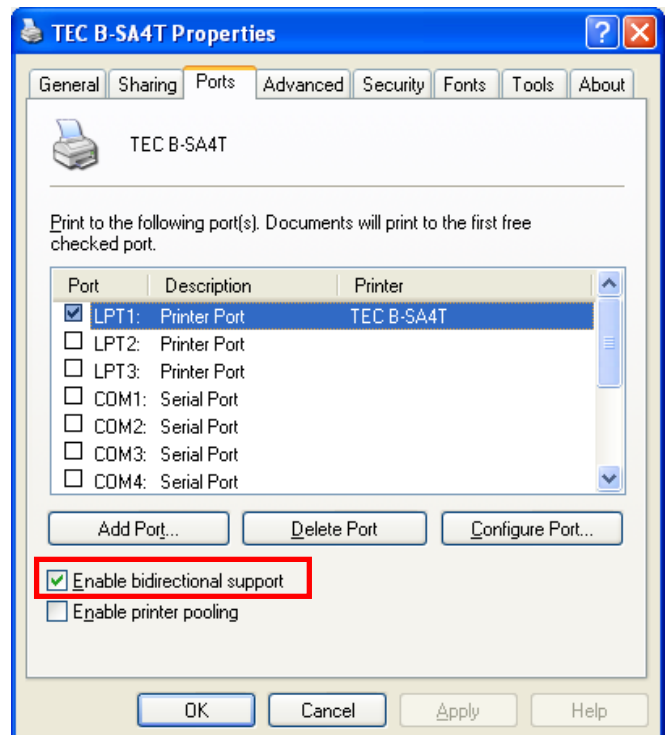 TEC B-SA4T Properties
General Sharing Ports Advanced Security Fonts Tools About
TEC B-SA4T
Print to the following port(s). Documents will print to the first free
checked port.
Port Description Printer
LPT1: Printer Port TEC B-SA4T
LPT2: Printer Port
LPT3: Printer Port
COM1: Serial Port
COM2: Serial Port
COM3: Serial Port
COM4: Serial Port
Add Port... Delete Port Configure Port...
Enable bidirectional support
Enable printer pooling
OK Cancel Apply Help